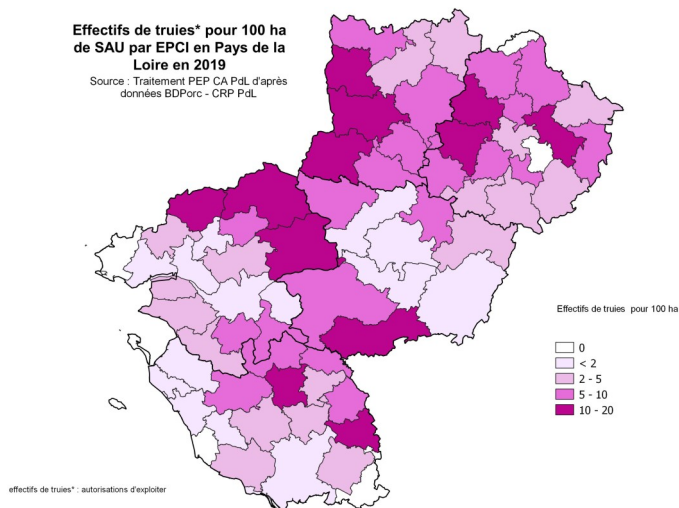 Effectifs de truies* pour 100 ha
de SAU par EPCI en Pays de la
Loire en 2019
Source : Traitement PEP CA PdL d'après
données BDPorc - CRP PdL
Effectifs de truies pour 100 ha
0
< 2
2 - 5
5 - 10
10 - 20
effectifs de truies* : autorisations d'exploiter